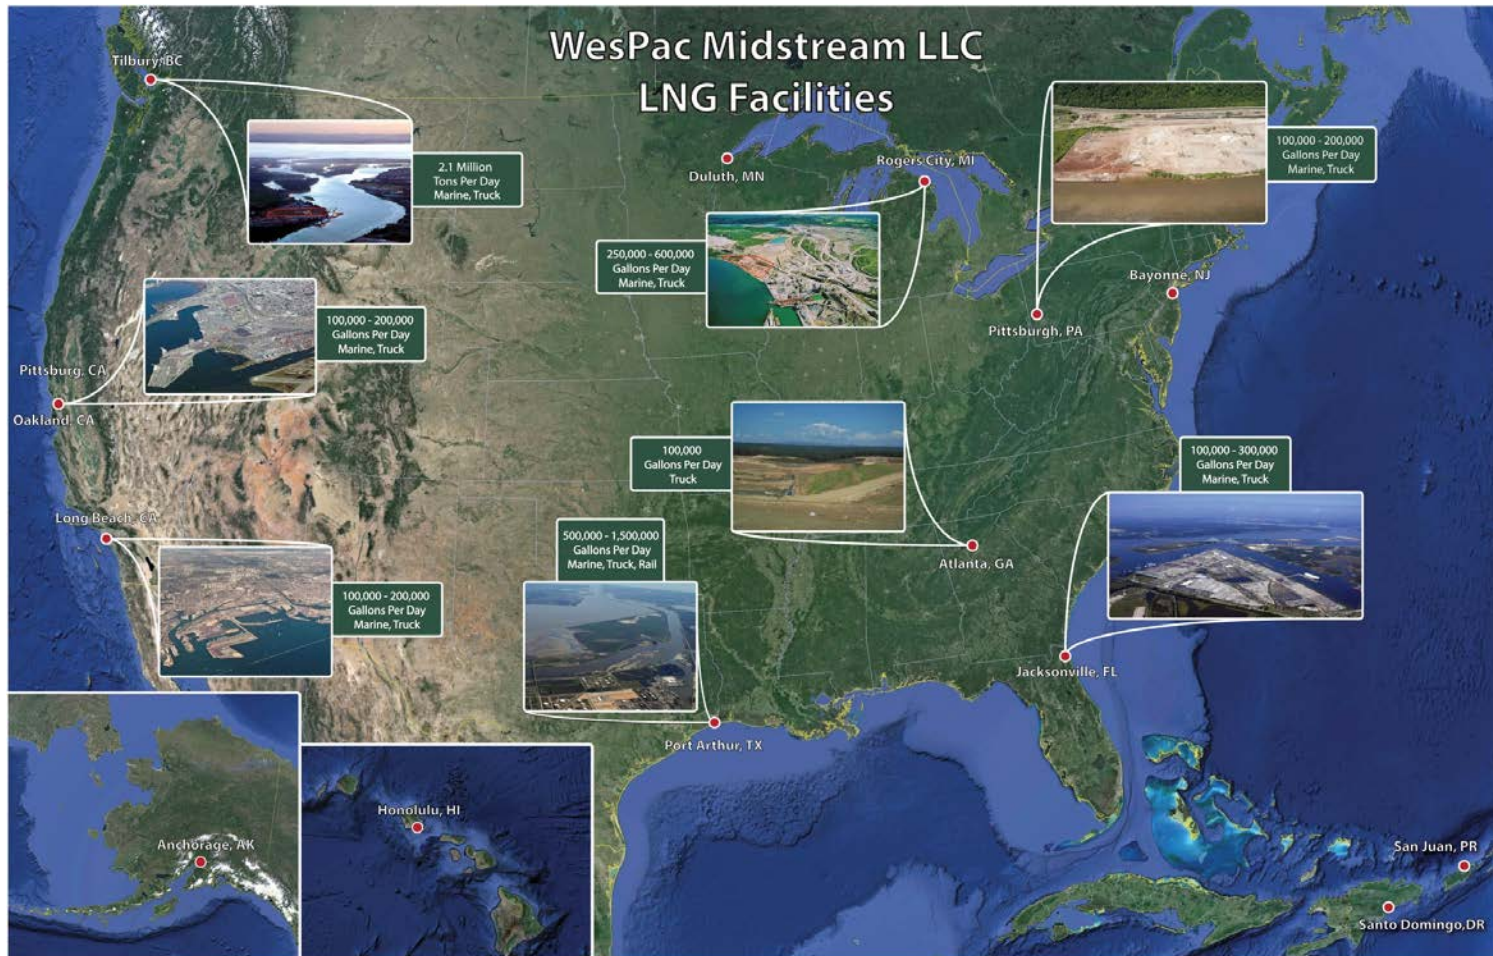 WesPac Midstream LLC
LNG Facilities
Tilbury, BC
2.1 Million
Tons Per Day
Marine, Truck
Duluth, MN
Rogers City, MI
250,000 - 600,000
Gallons Per Day
Marine, Truck
100,000 - 200,000
Gallons Per Day
Marine, Truck
Pittsburgh, PA
Bayonne, NJ
100,000 - 200,000
Gallons Per Day
Marine, Truck
Pittsburg, CA
Oakland, CA
100,000
Gallons Per Day
Truck
Atlanta, GA
100,000 - 300,000
Gallons Per Day
Marine, Truck
Jacksonville, FL
Long Beach, CA
100,000 - 200,000
Gallons Per Day
Marine, Truck
500,000 - 1,500,000
Gallons Per Day
Marine, Truck, Rail
Port Arthur, TX
Anchorage, AK
Honolulu, HI
San Juan, PR
Santo Domingo,DR